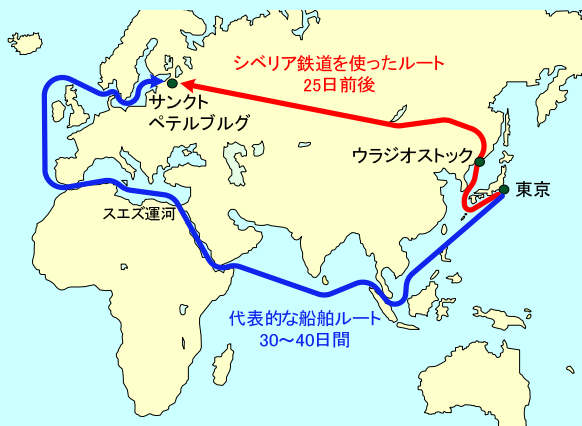 シベリア鉄道を使ったルート
25日前後
サンクト
ペテルブルグ
ウラジオストック
東京
スエズ運河
代表的な船舶ルート
30～40日間